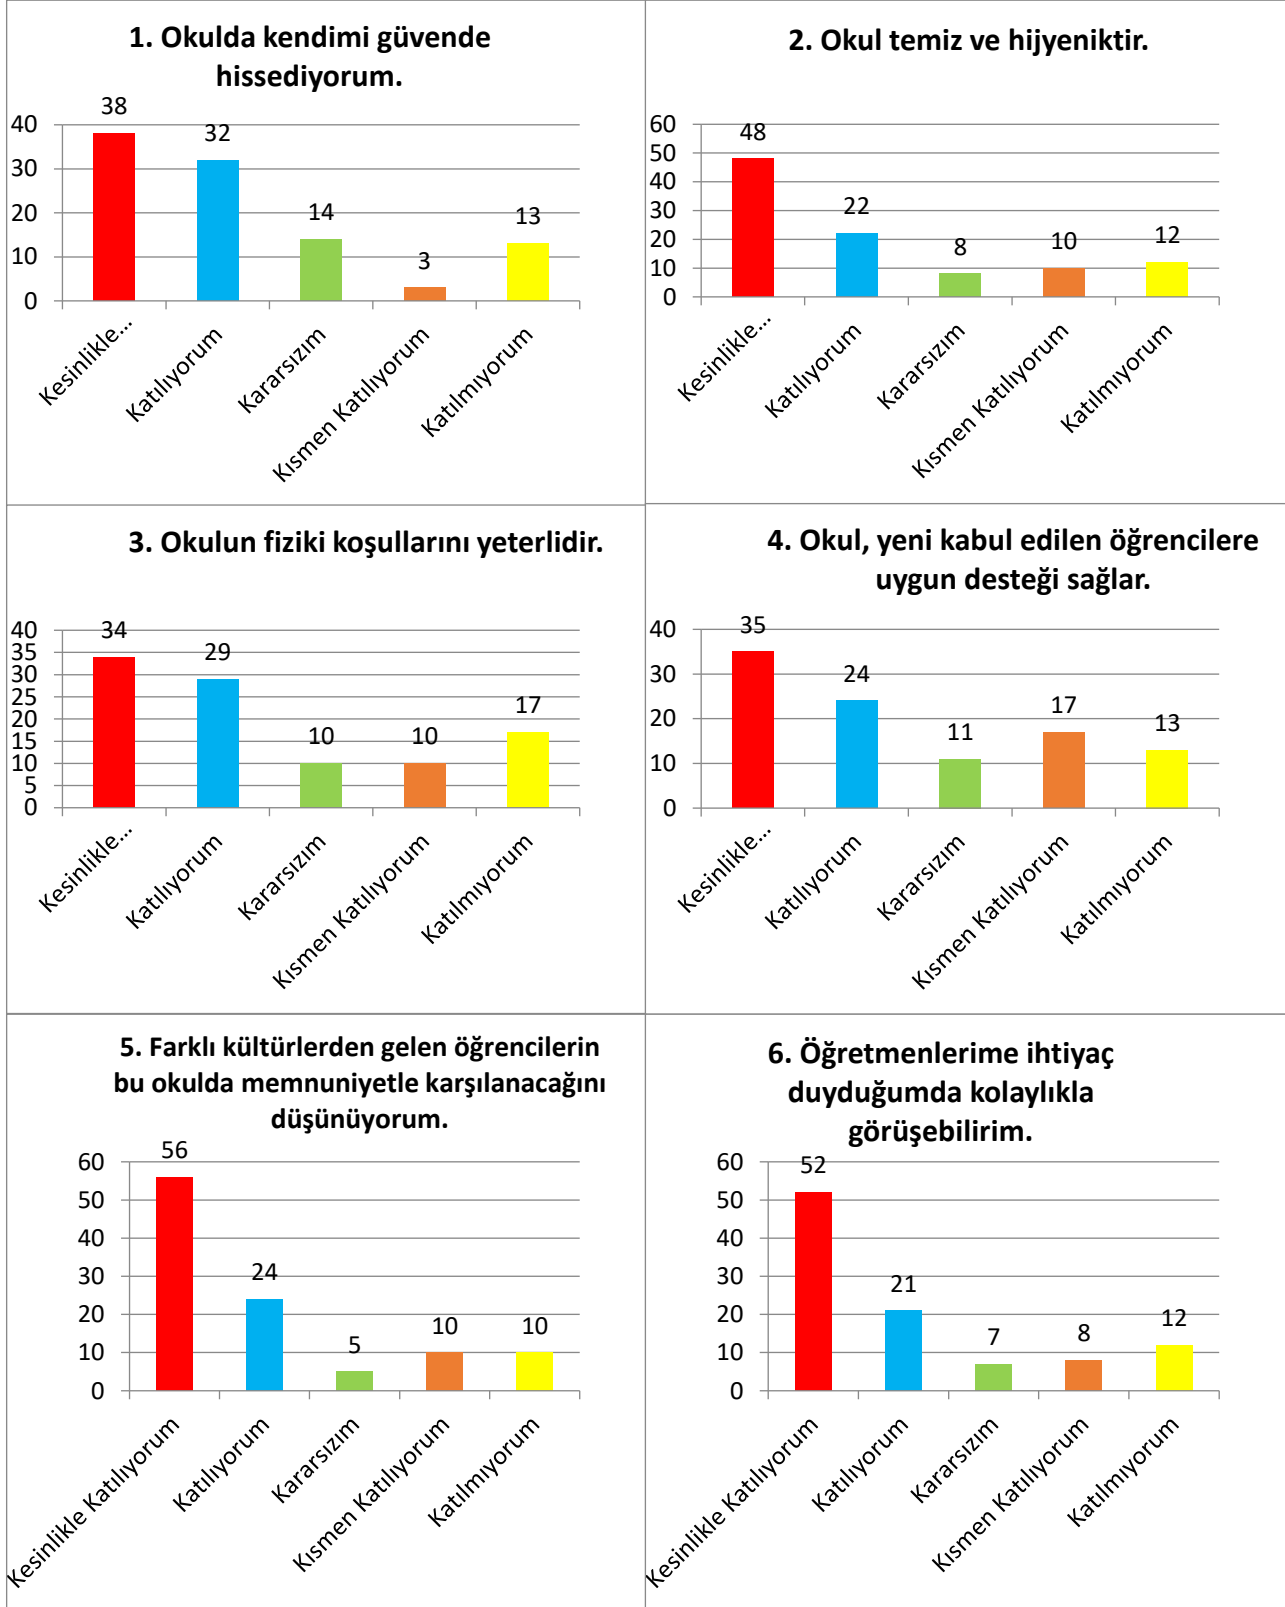 1. Okulda kendimi güvende
hissediyorum.
38
32
14
3
13
40
30
20
10
0
Kesinlikle...
Katılıyorum
Kararsızım
Kısmen Katılıyorum
Katılmıyorum
2. Okul temiz ve hijyeniktir.
48
22
8
10
12
60
50
40
30
20
10
0
Kesinlikle...
Katılıyorum
Kararsızım
Kısmen Katılıyorum
Katılmıyorum
3. Okulun fiziki koşullarını yeterlidir.
34
29
10
10
17
40
35
30
25
20
15
10
5
0
Kesinlikle...
Katılıyorum
Kararsızım
Kısmen Katılıyorum
Katılmıyorum
4. Okul, yeni kabul edilen öğrencilere
uygun desteği sağlar.
35
24
11
17
13
40
30
20
10
0
Kesinlikle...
Katılıyorum
Kararsızım
Kısmen Katılıyorum
Katılmıyorum
5. Farklı kültürlerden gelen öğrencilerin
bu okulda memnuniyetle karşılanacağını
düşünüyorum.
56
24
5
10
10
60
50
40
30
20
10
0
Kesinlikle Katılıyorum
Katılıyorum
Kararsızım
Kısmen Katılıyorum
Katılmıyorum
6. Öğretmenlerime ihtiyaç
duyduğumda kolaylıkla
görüşebilirim.
52
21
7
8
12
60
50
40
30
20
10
0
Kesinlikle Katılıyorum
Katılıyorum
Kararsızım
Kısmen Katılıyorum
Katılmıyorum